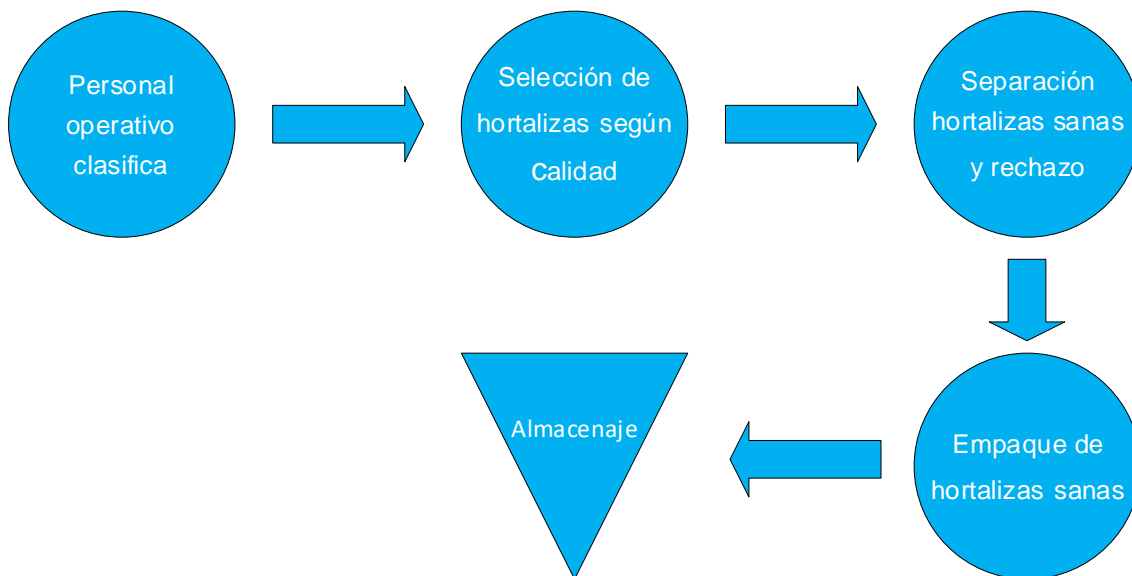 Personal
operativo
clasifica
Selección de
hortalizas según
Calidad
Separación
hortalizas sanas
y rechazo
Empaque de
hortalizas sanas
Almacenaje